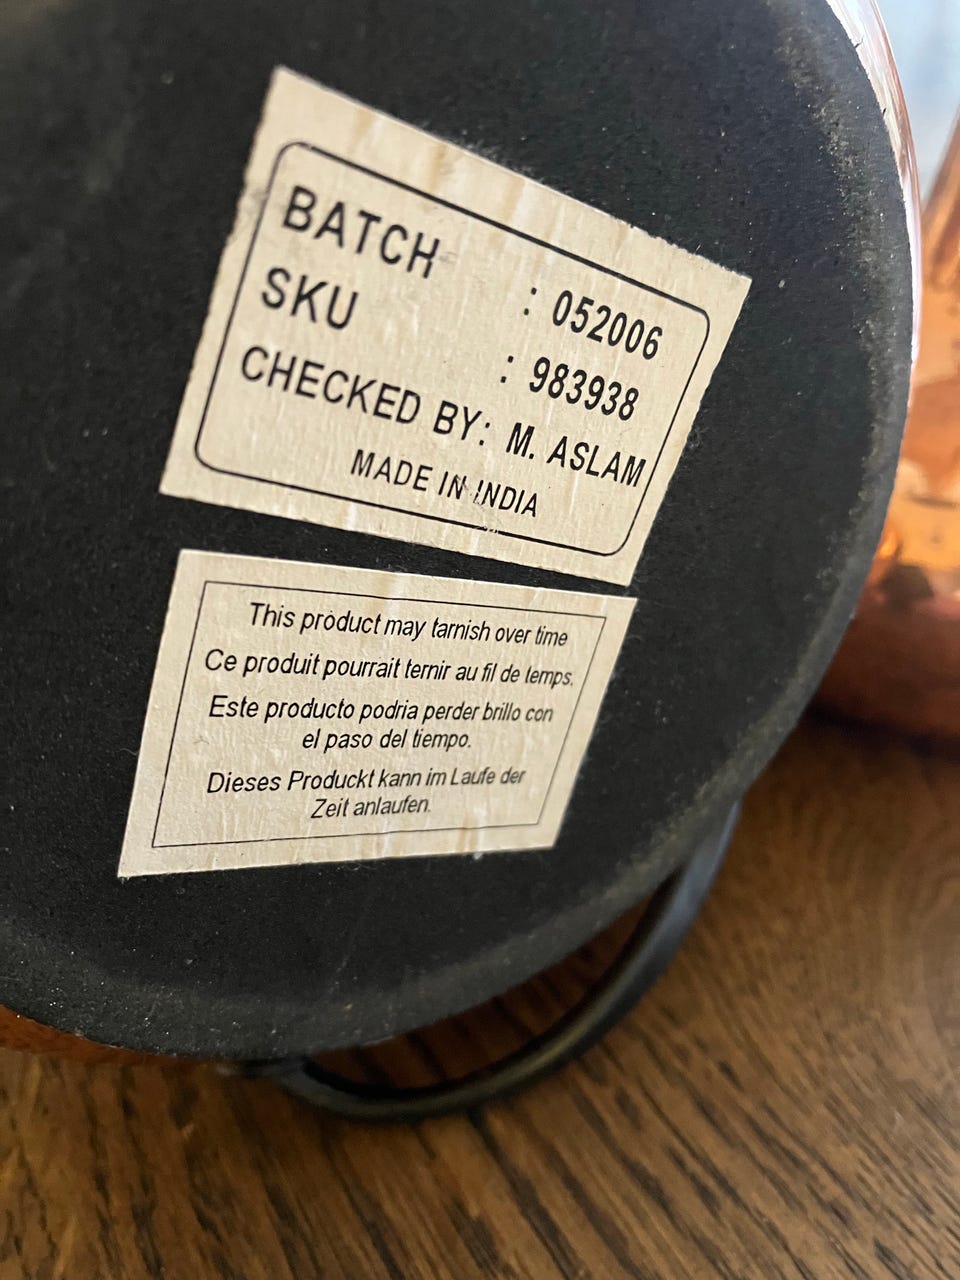 BATCH : 052006
SKU : 983938
CHECKED BY: M. ASLAM
MADE IN INDIA
This product may tarnish over time
Ce produit pourrait ternir au fil de temps.
Este producto podria perder brillo con
el paso del tiempo.
Dieses Produckt kann im Laufe der
Zeit anlaufen.